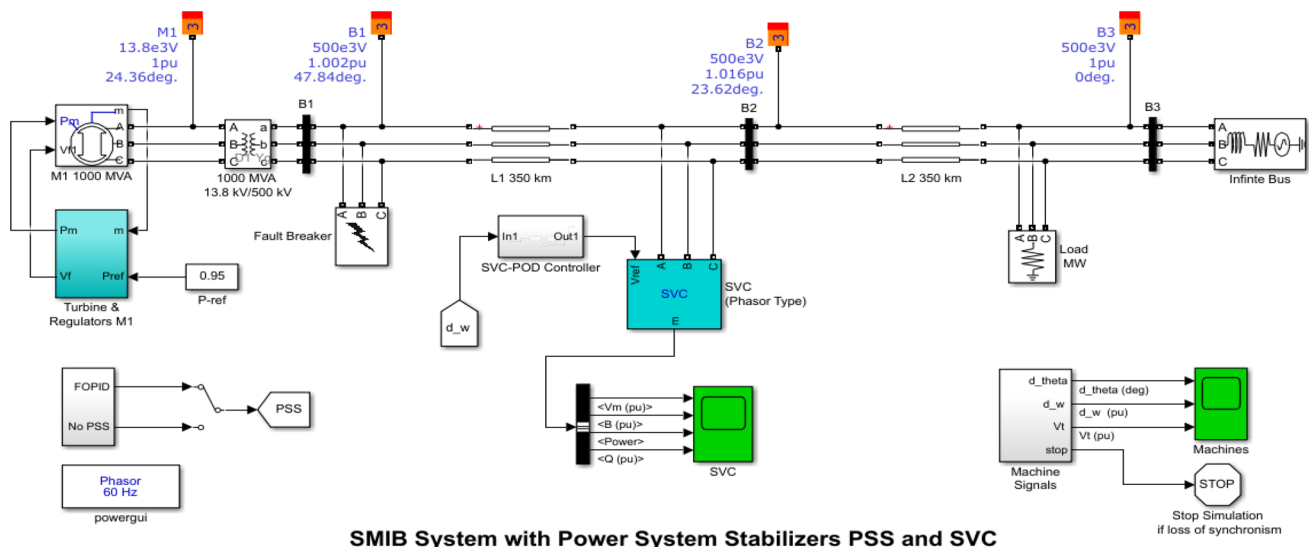 M1
13.8e3V
1pu
24.36deg.
B1
500e3V
1.002pu
47.84deg.
B2
500e3V
1.016pu
23.62deg.
B3
500e3V
1pu
0deg.
3
3
3
3
B1
B2
B3
Pm
Vf1
m
A
B
C
M1 1000 MVA
A
B
C
a
b
c
1000 MVA
13.8 kV/500 kV
L1 350 km
L2 350 km
A
B
C
Infinte Bus
A B C
Fault Breaker
In1
Out1
SVC-POD Controller
d_w
Vref
A
B
C
SVC
m
SVC
(Phasor Type)
A B C
Load
MW
Pm
m
Vf
Pref
Turbine &
Regulators M1
0.95
P-ref
FOPID
No PSS
PSS
Phasor
60 Hz
powergui
<Vm (pu)>
<B (pu)>
<Power>
<Q (pu)>
SVC
d_theta
d_w
Vt
stop
d_theta (deg)
d_w (pu)
Vt (pu)
Machine
Signals
Machines
STOP
Stop Simulation
if loss of synchronism
SMIB System with Power System Stabilizers PSS and SVC